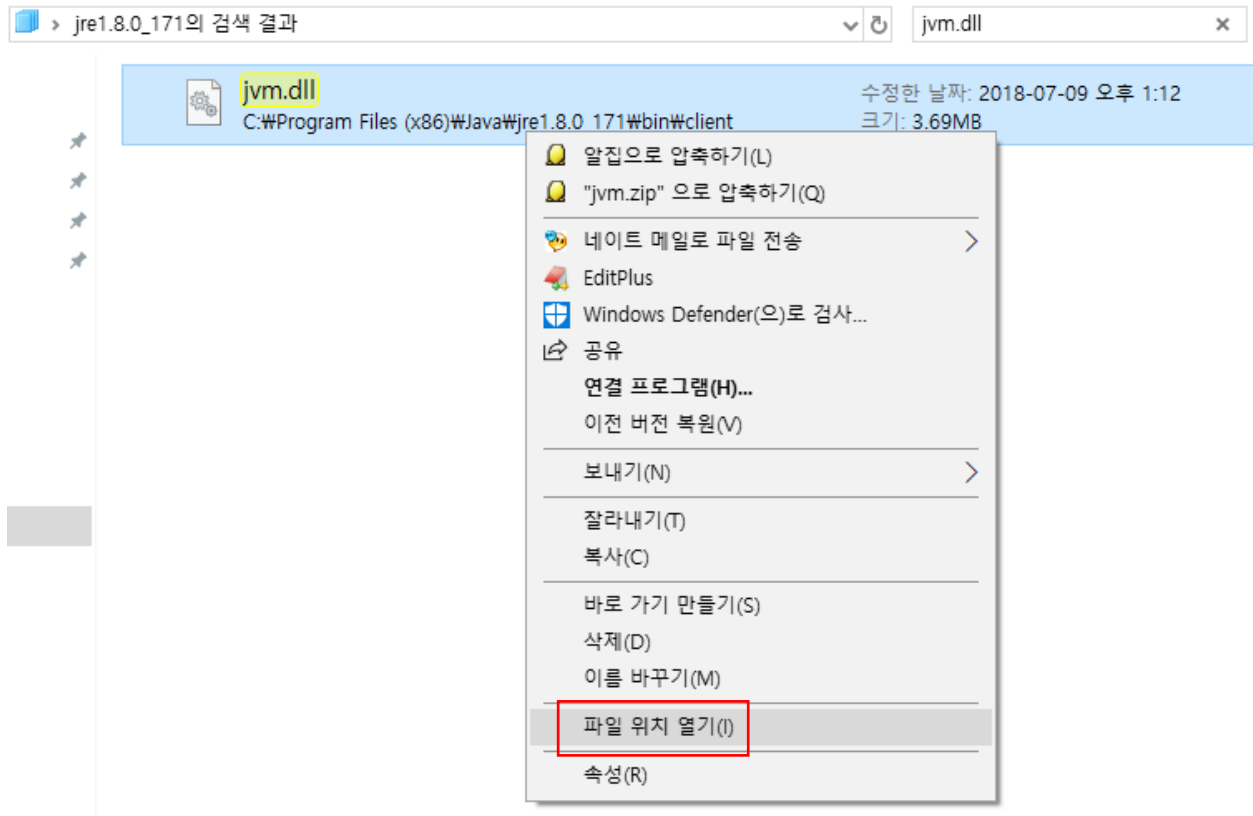 jre1.8.0_171의 검색 결과
jvm.dll
jvm.dll
수정한 날짜: 2018-07-09 오후 1:12
C:₩Program Files (x86)₩Java₩jre1.8.0_171₩bin₩client
크기: 3.69MB
알집으로 압축하기(L)
"jvm.zip" 으로 압축하기(Q)
네이트 메일로 파일 전송
EditPlus
Windows Defender(으)로 검사...
공유
연결 프로그램(H)...
이전 버전 복원(V)
보내기(N)
잘라내기(T)
복사(C)
바로 가기 만들기(S)
삭제(D)
이름 바꾸기(M)
파일 위치 열기(I)
속성(R)